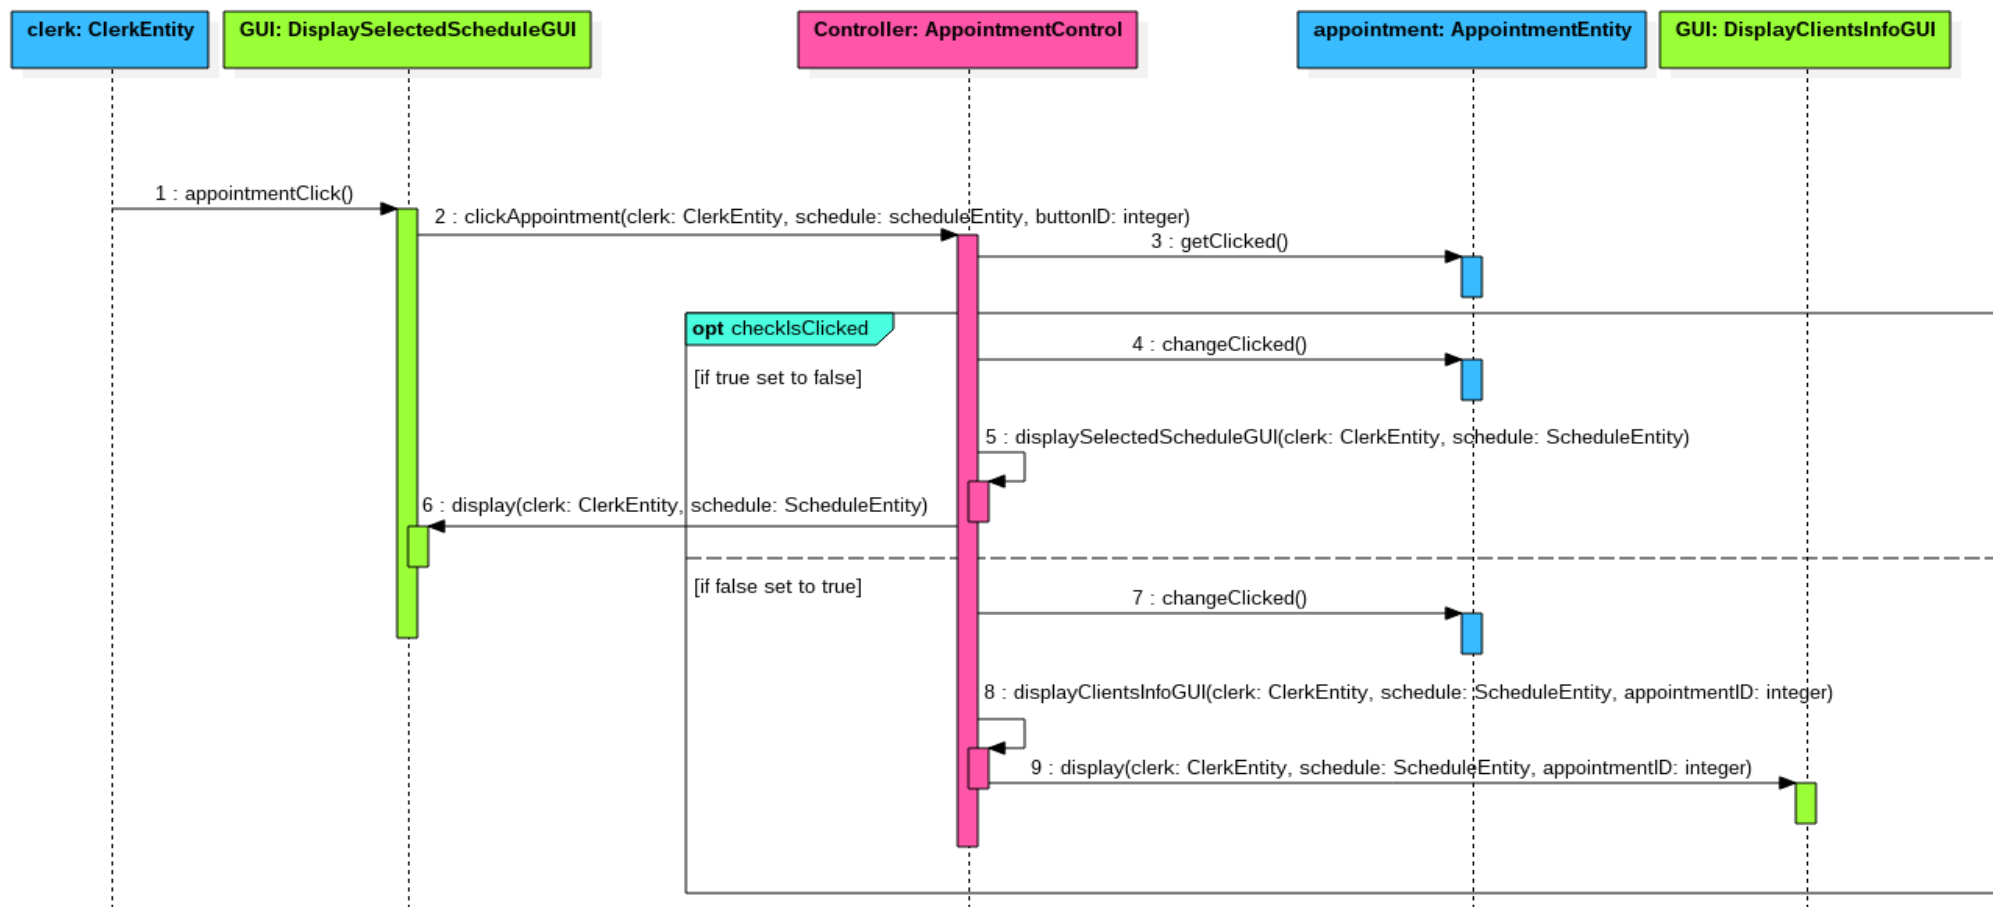 clerk: ClerkEntity
GUI: DisplaySelectedScheduleGUI
Controller: AppointmentControl
appointment: AppointmentEntity
GUI: DisplayClientsInfoGUI
1 : appointmentClick()
2 : clickAppointment(clerk: ClerkEntity, schedule: scheduleEntity, buttonID: integer)
3 : getClicked()
opt checkIsClicked
4 : changeClicked()
[if true set to false]
5 : displaySelectedScheduleGUI(clerk: ClerkEntity, schedule: ScheduleEntity)
6 : display(clerk: ClerkEntity, schedule: ScheduleEntity)
[if false set to true]
7 : changeClicked()
8 : displayClientsInfoGUI(clerk: ClerkEntity, schedule: ScheduleEntity, appointmentID: integer)
9 : display(clerk: ClerkEntity, schedule: ScheduleEntity, appointmentID: integer)